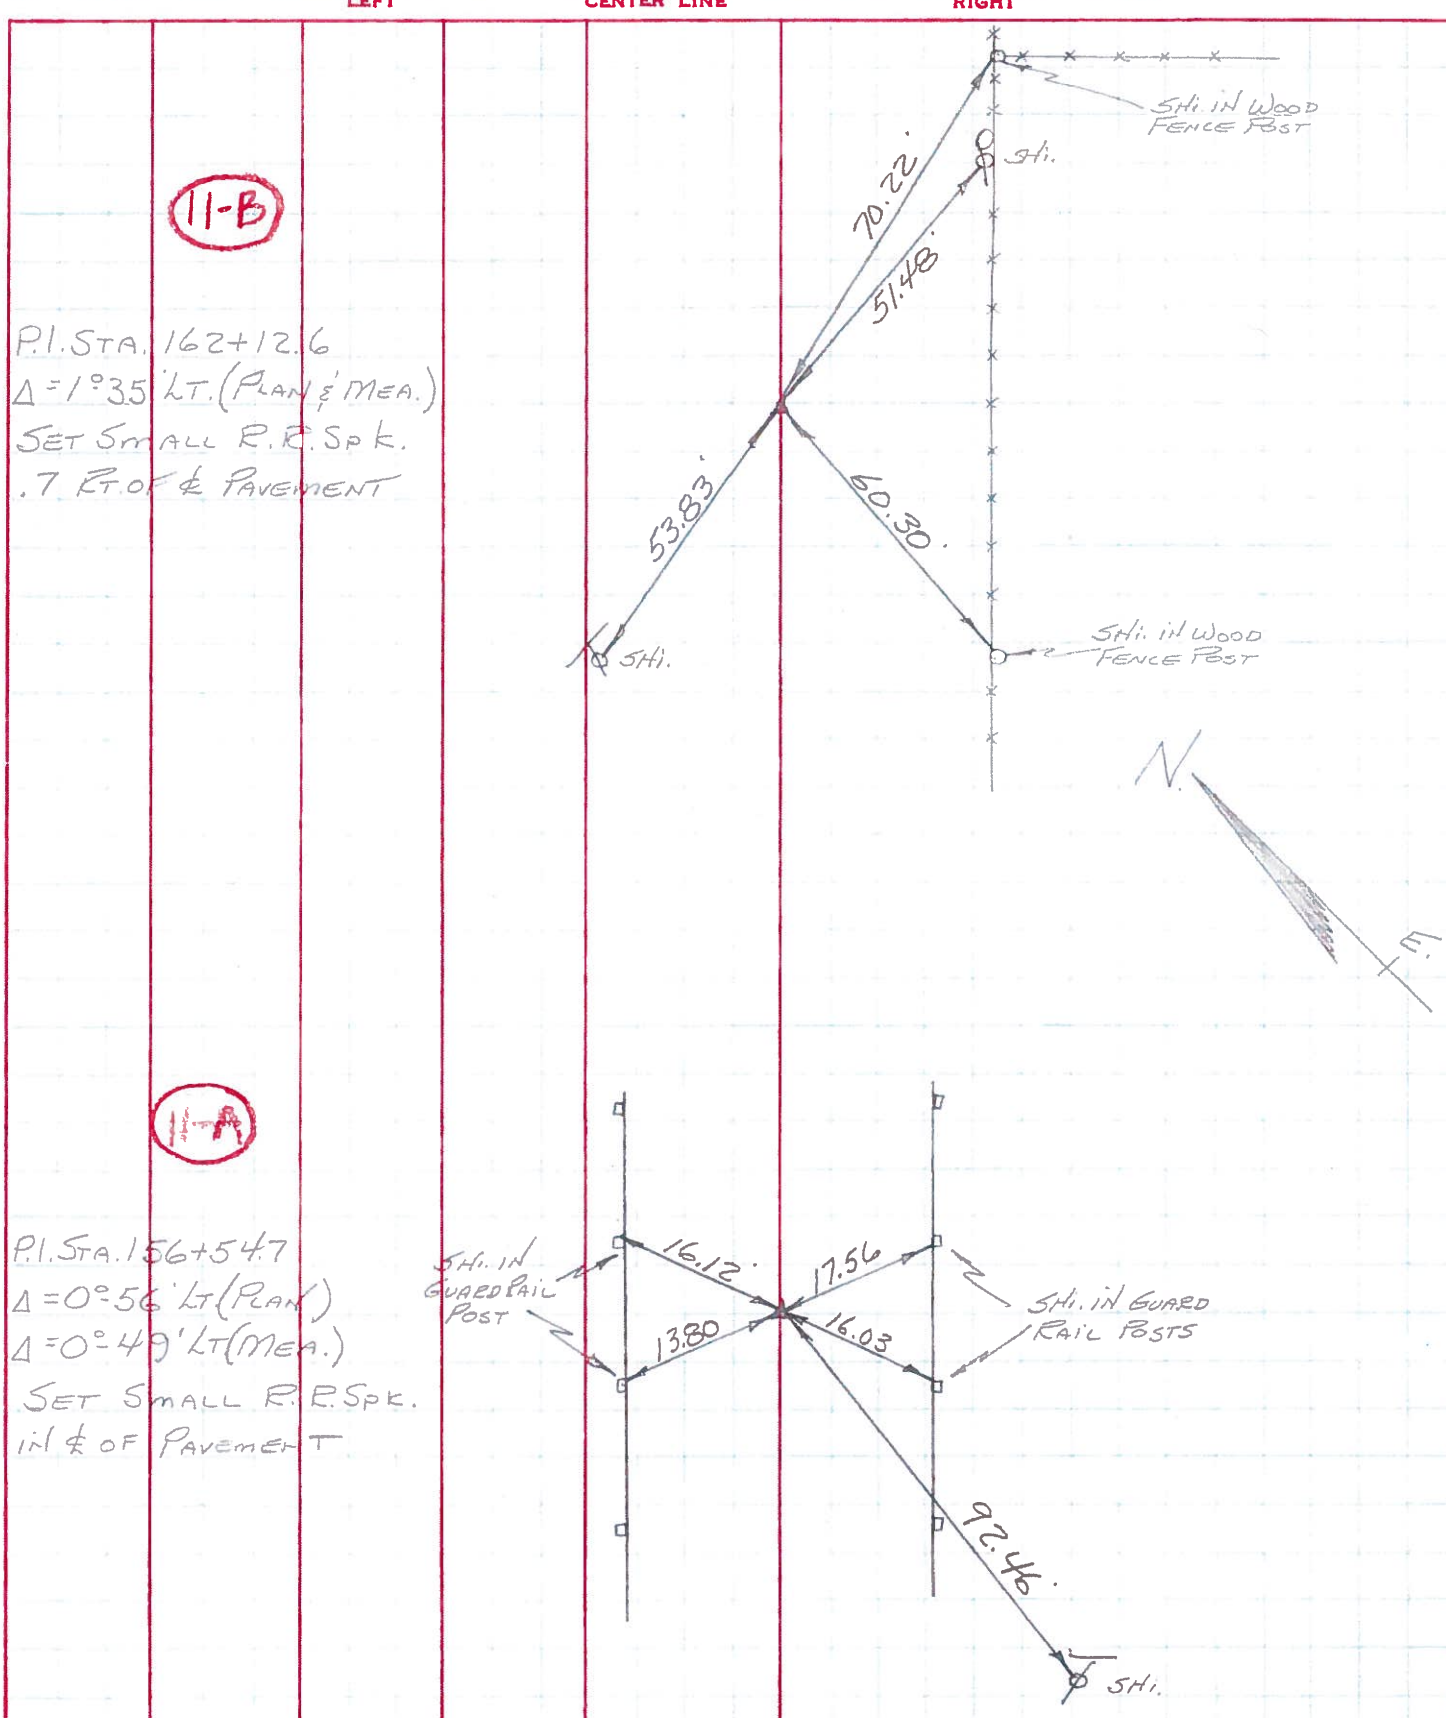 LEFT CENTER LINE RIGHT
SHi. iN WOOD
FENCE POST
SHi.
11-B
70.22'
51.48'
P.I. STA. 162+12.6
Δ=1°35' LT. (PLAN & MEA.)
SET SMALL R.R. SPK.
.7 RT. OF ℄ PAVEMENT
53.83'
60.30'
SHi.
SHi. iN WOOD
FENCE POST
N.
E.
11-A
P.I. STA. 156+54.7
Δ=0°-56' LT (PLAN)
Δ=0°-49' LT (MEA.)
SET SMALL R.R. SPK.
iN ℄ OF PAVEMENT
SHi. iN
GUARDRAiL
POST
16.12'
17.56
13.80
16.03
SHi. iN GUARD
RAIL POSTS
92.46'
SHi.